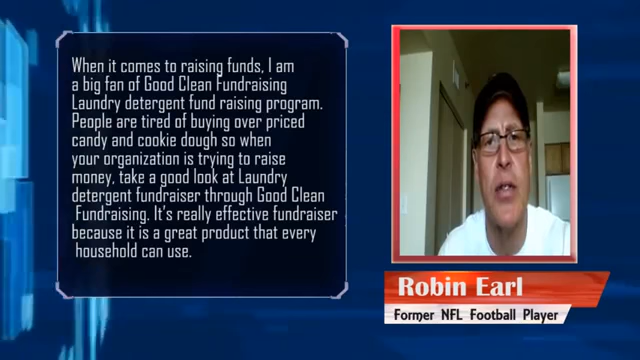 When it comes to raising funds, I am
a big fan of Good Clean Fundraising
Laundry detergent fund raising program.
People are tired of buying over priced
candy and cookie dough so when
your organization is trying to raise
money, take a good look at Laundry
detergent fundraiser through Good Clean
Fundraising. It's really effective fundraiser
because it is a great product that every
household can use.
Robin Earl
Former NFL Football Player